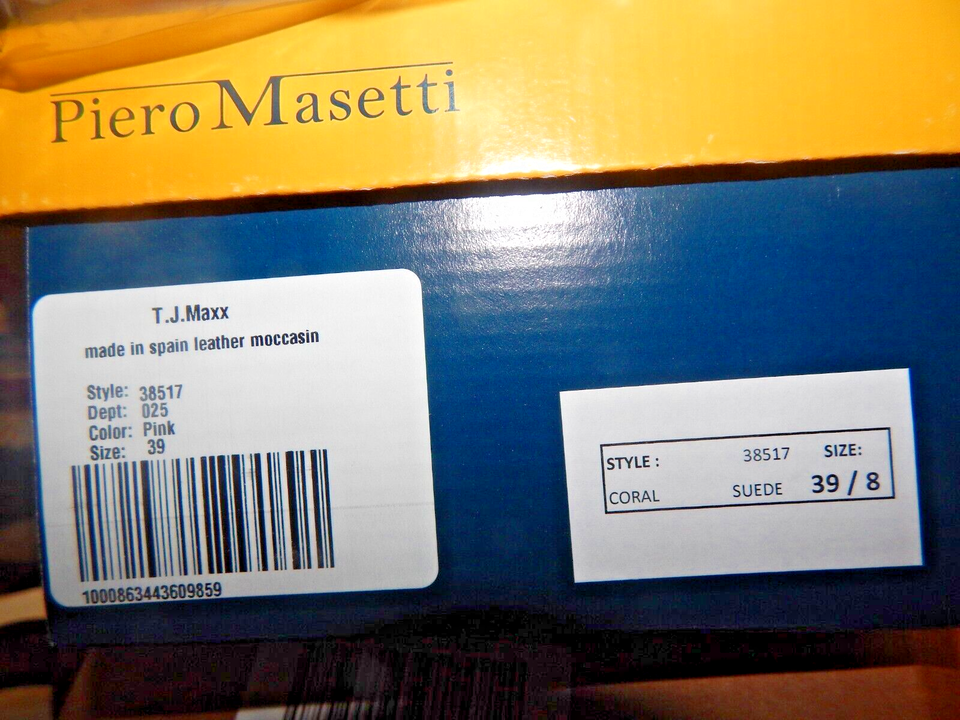 Piero Masetti
T.J.Maxx
made in spain leather moccasin
Style: 38517
Dept: 025
Color: Pink
Size: 39
1000863443609859
STYLE : 38517 SIZE:
CORAL SUEDE 39 / 8